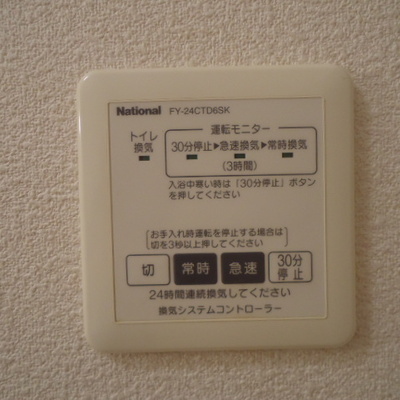 National FY-24CTD6SK
運転モニター
トイレ
換気
30分停止▶急速換気▶常時換気
(3時間)
入浴中寒い時は「30分停止」ボタン
を押してください
お手入れ時運転を停止する場合は
切を3秒以上押してください
切 常時 急速 30分
停止
24時間連続換気してください
換気システムコントローラー